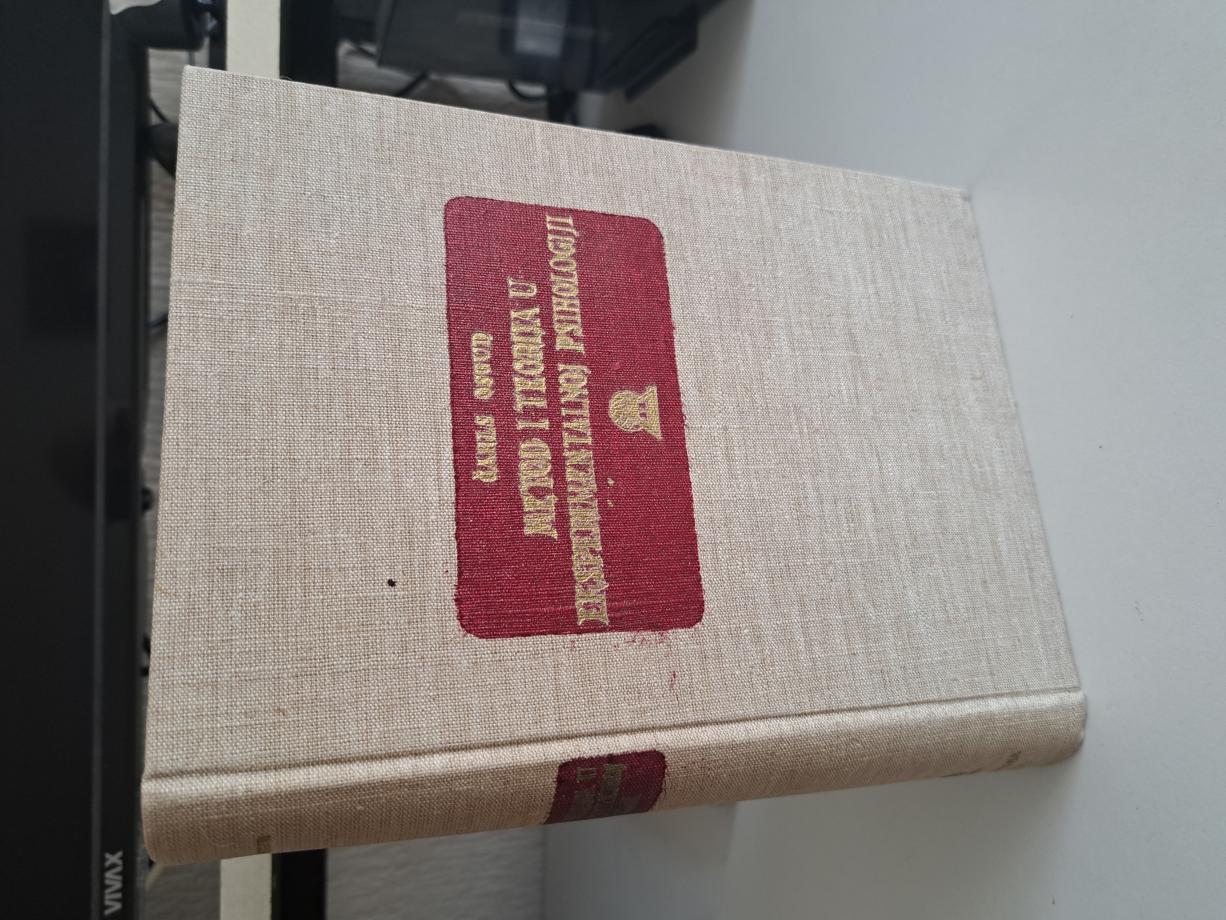 ČARLS OSGUD
METOD I TEORIJA U
EKSPERIMENTALNOJ PSIHOLOGIJI
VIVAX